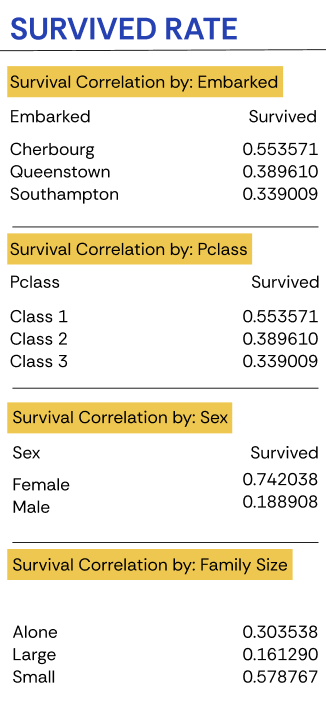 SURVIVED RATE
Survival Correlation by: Embarked
Embarked Survived
Cherbourg 0.553571
Queenstown 0.389610
Southampton 0.339009
Survival Correlation by: Pclass
Pclass Survived
Class 1 0.553571
Class 2 0.389610
Class 3 0.339009
Survival Correlation by: Sex
Sex Survived
Female 0.742038
Male 0.188908
Survival Correlation by: Family Size
Alone 0.303538
Large 0.161290
Small 0.578767